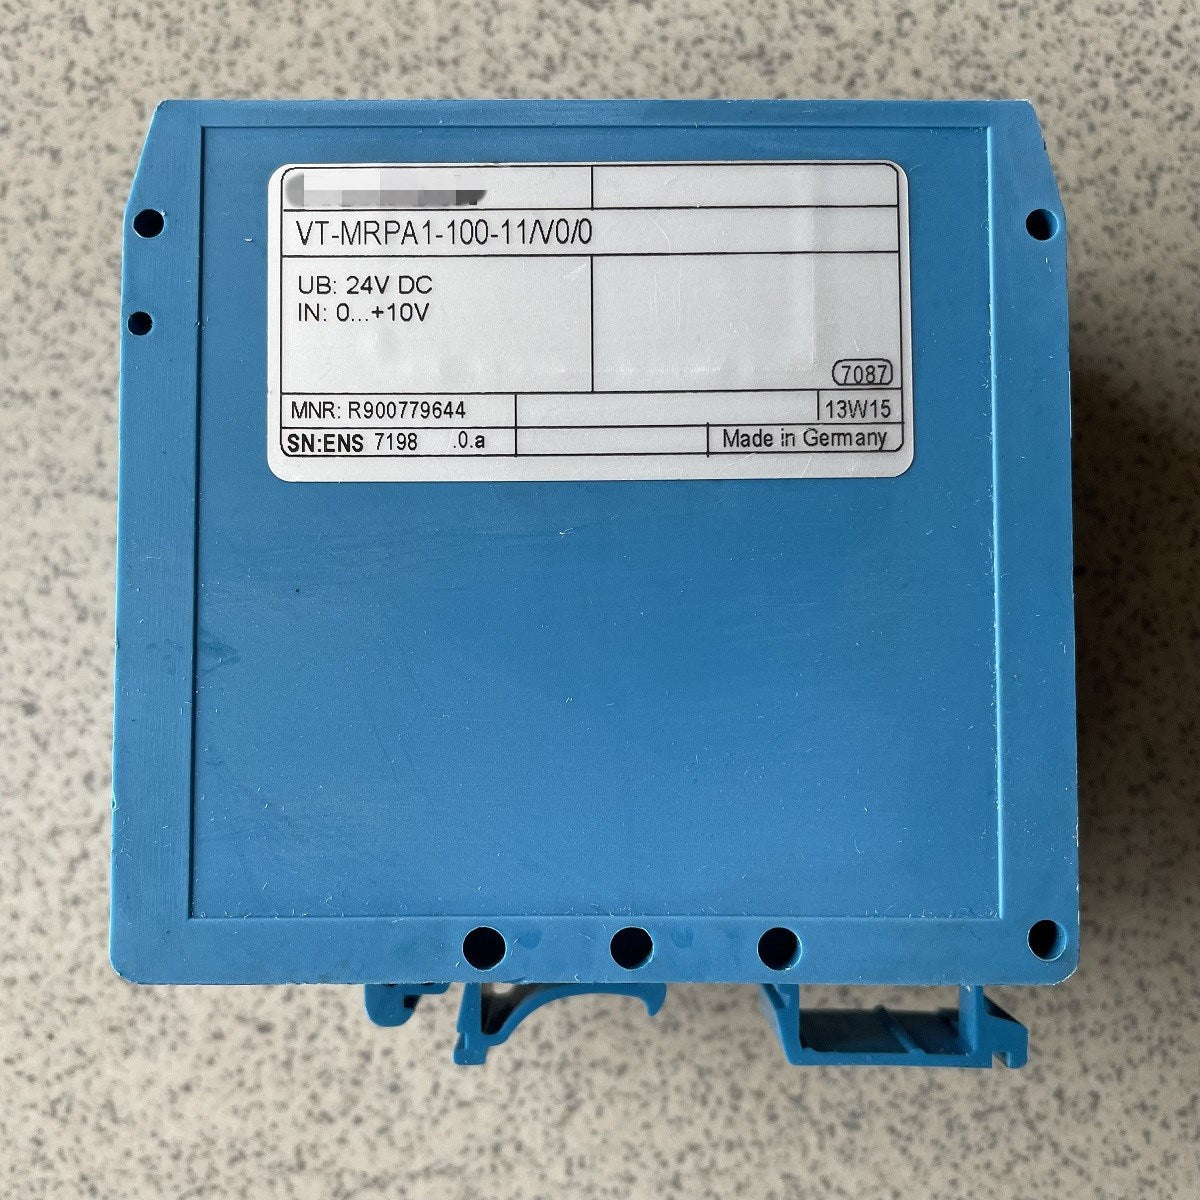 VT-MRPA1-100-11/V0/0
UB: 24V DC
IN: 0...+10V
7087
MNR: R900779644
13W15
SN:ENS 7198 .0.a
Made in Germany